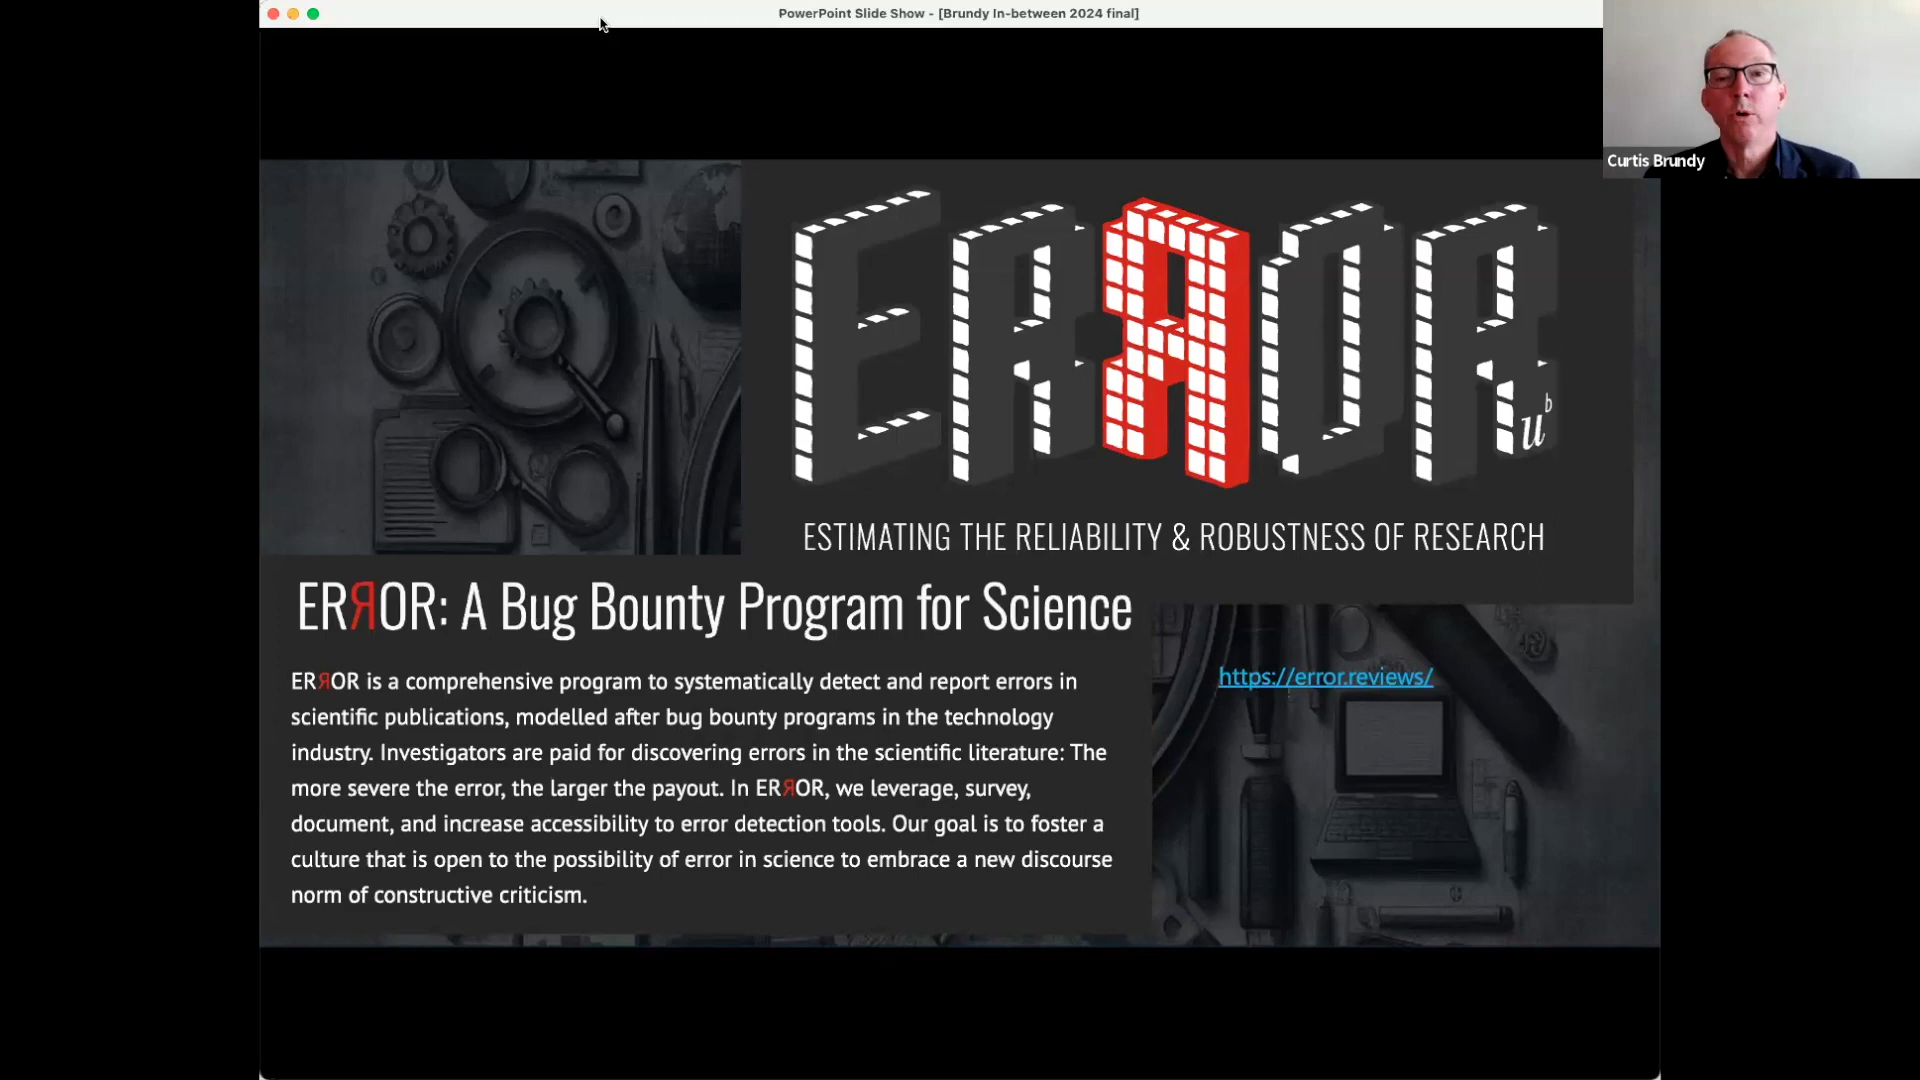 PowerPoint Slide Show - [Brundy In-between 2024 final]
Curtis Brundy
ERЯOR
u^b
ESTIMATING THE RELIABILITY & ROBUSTNESS OF RESEARCH
ERЯOR: A Bug Bounty Program for Science
ERЯOR is a comprehensive program to systematically detect and report errors in
scientific publications, modelled after bug bounty programs in the technology
industry. Investigators are paid for discovering errors in the scientific literature: The
more severe the error, the larger the payout. In ERЯOR, we leverage, survey,
document, and increase accessibility to error detection tools. Our goal is to foster a
culture that is open to the possibility of error in science to embrace a new discourse
norm of constructive criticism.
https://error.reviews/